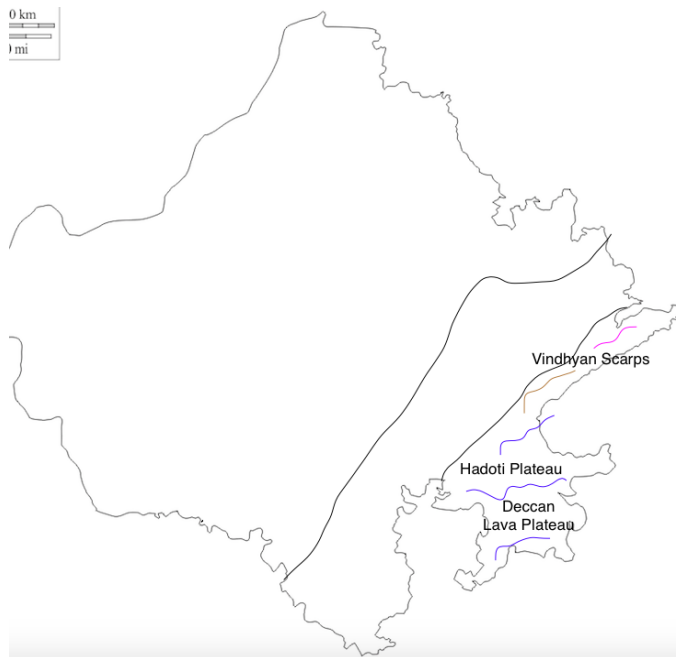 0 km
0 mi
Vindhyan Scarps
Hadoti Plateau
Deccan
Lava Plateau